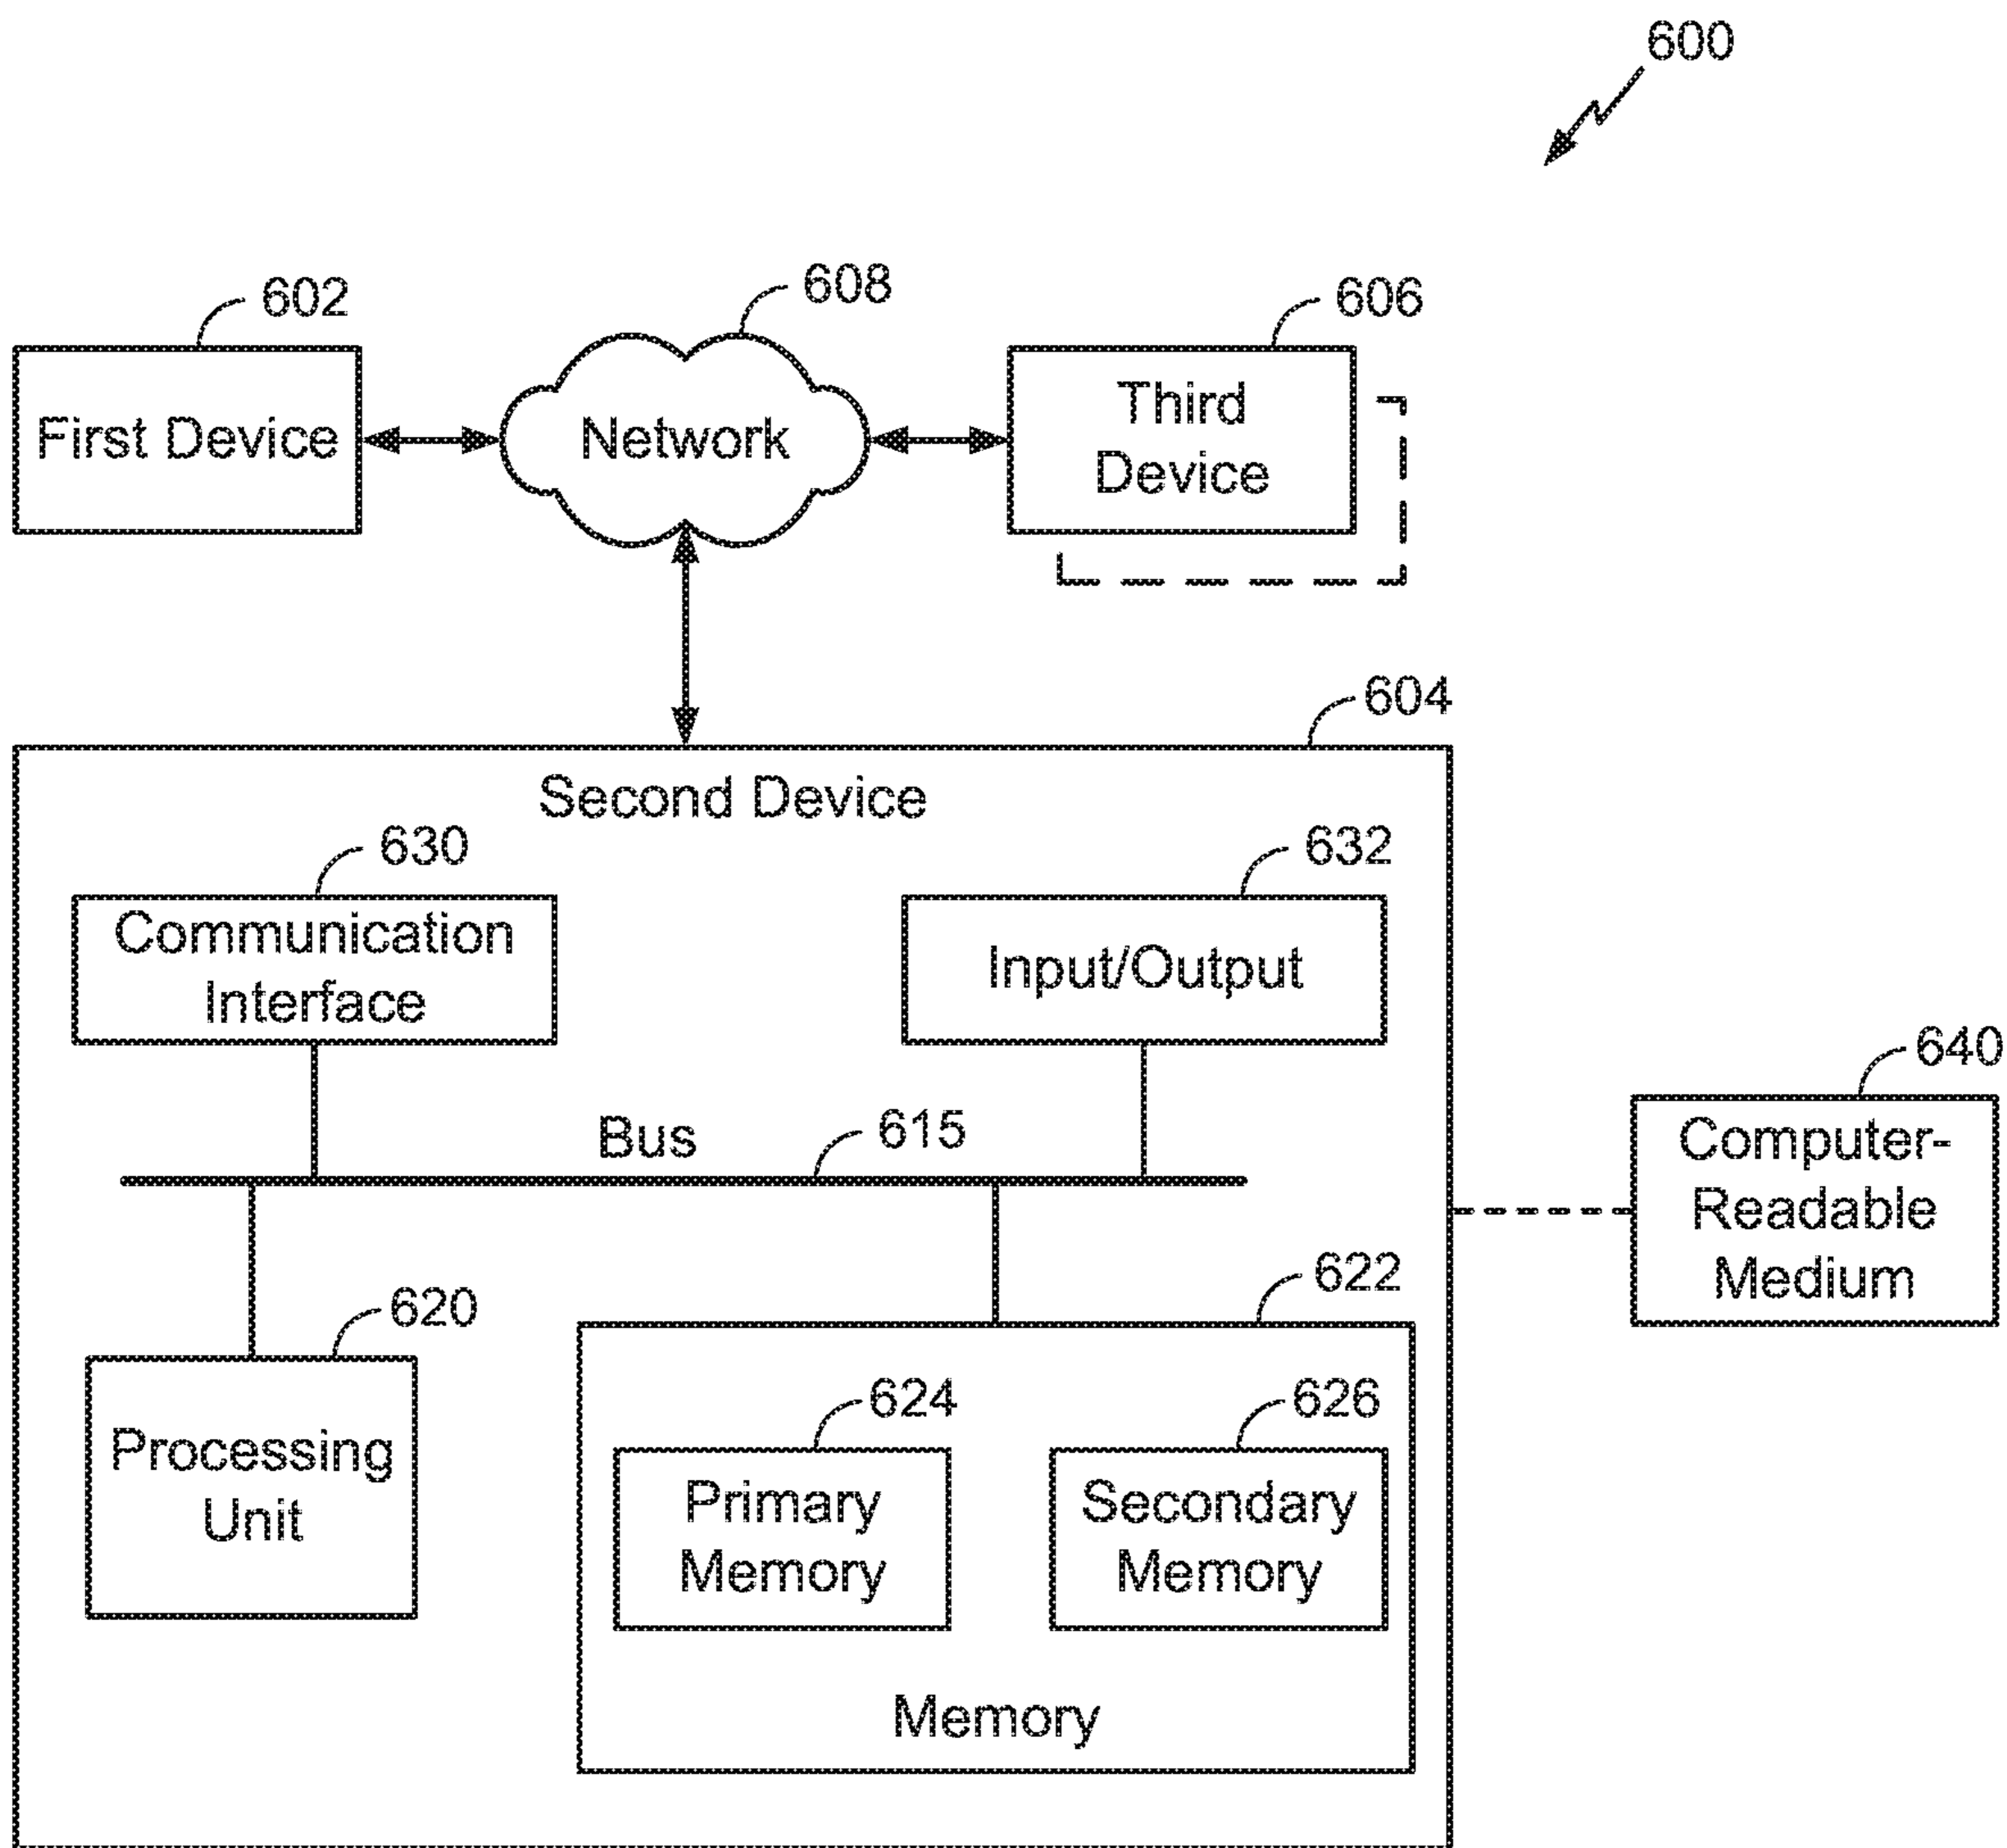 600
602
608
606
First Device
Network
Third
Device
604
Second Device
630
632
Communication
Interface
Input/Output
640
Computer-
Readable
Medium
Bus
615
620
622
Processing
Unit
624
626
Primary
Memory
Secondary
Memory
Memory